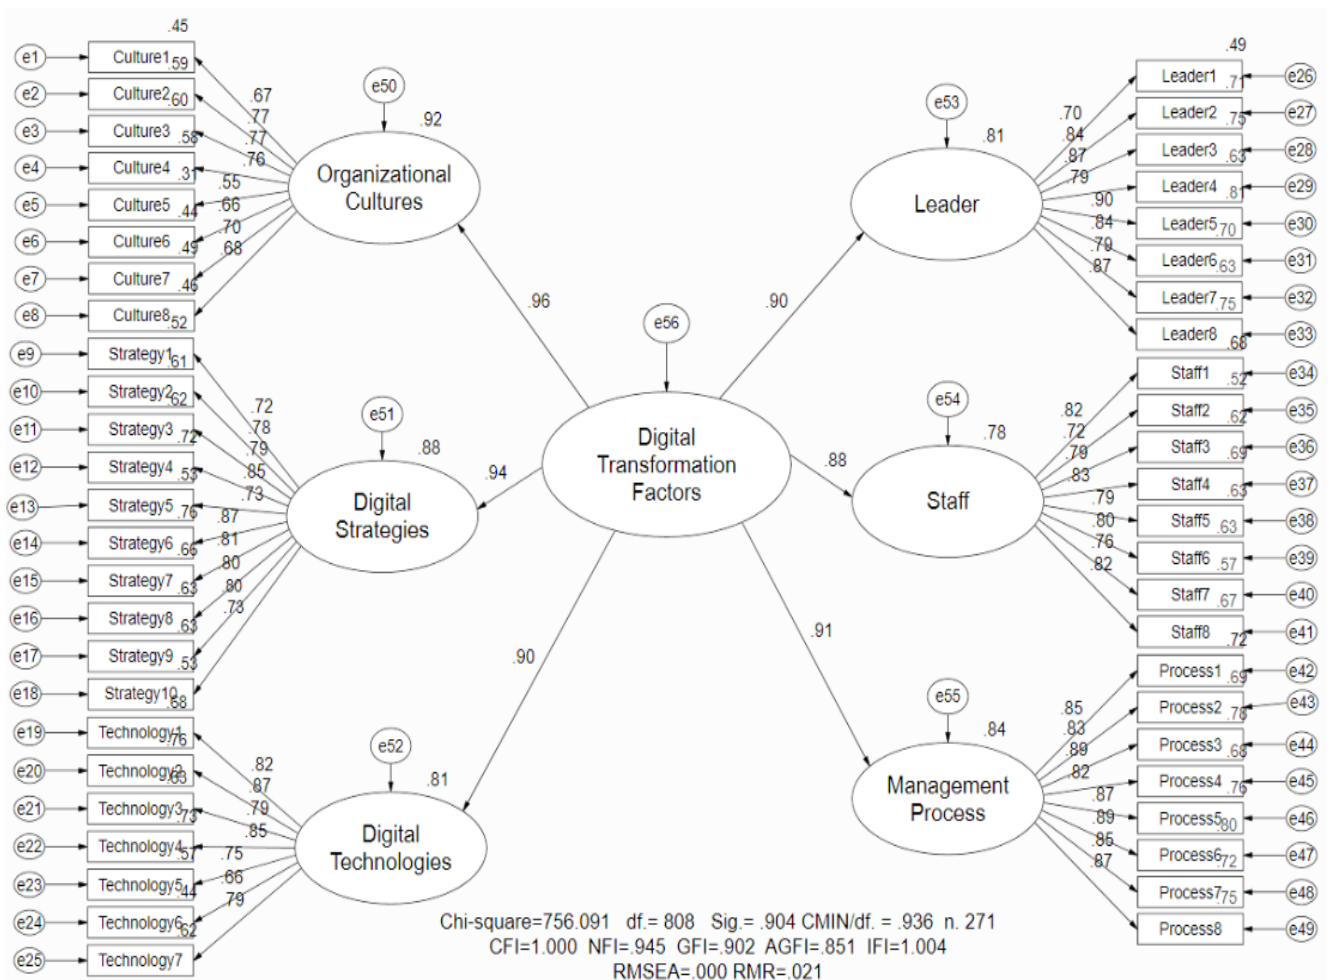 .45
e1 Culture1 .59
e2 Culture2 .60
e3 Culture3 .58
e4 Culture4 .31
e5 Culture5 .44
e6 Culture6 .49
e7 Culture7 .46
e8 Culture8 .52
.67
.77
.77
.76
.55
.66
.70
.68
e50
.92
Organizational
Cultures
.96
e9 Strategy1 .61
e10 Strategy2 .62
e11 Strategy3 .72
e12 Strategy4 .53
e13 Strategy5 .76
e14 Strategy6 .66
e15 Strategy7 .63
e16 Strategy8 .63
e17 Strategy9 .53
e18 Strategy10 .68
.72
.78
.79
.85
.73
.87
.81
.80
.80
.73
e51
.88
Digital
Strategies
.94
e19 Technology1 .76
e20 Technology2 .63
e21 Technology3 .73
e22 Technology4 .57
e23 Technology5 .44
e24 Technology6 .62
e25 Technology7
.82
.87
.79
.85
.75
.66
.79
e52
.81
Digital
Technologies
.90
e56
Digital
Transformation
Factors
.49
Leader1 .71 e26
Leader2 .75 e27
Leader3 .63 e28
Leader4 .81 e29
Leader5 .70 e30
Leader6 .63 e31
Leader7 .75 e32
Leader8 .68 e33
.70
.84
.87
.79
.90
.84
.79
.87
e53
.81
Leader
.90
Staff1 .52 e34
Staff2 .62 e35
Staff3 .69 e36
Staff4 .63 e37
Staff5 .63 e38
Staff6 .57 e39
Staff7 .67 e40
Staff8 .72 e41
.82
.72
.79
.83
.79
.80
.76
.82
e54
.78
Staff
.88
Process1 .69 e42
Process2 .78 e43
Process3 .68 e44
Process4 .76 e45
Process5 .80 e46
Process6 .72 e47
Process7 .75 e48
Process8 e49
.85
.83
.89
.82
.87
.89
.85
.87
e55
.84
Management
Process
.91
Chi-square=756.091 df.= 808 Sig.= .904 CMIN/df. = .936 n. 271
CFI=1.000 NFI=.945 GFI=.902 AGFI=.851 IFI=1.004
RMSEA=.000 RMR=.021